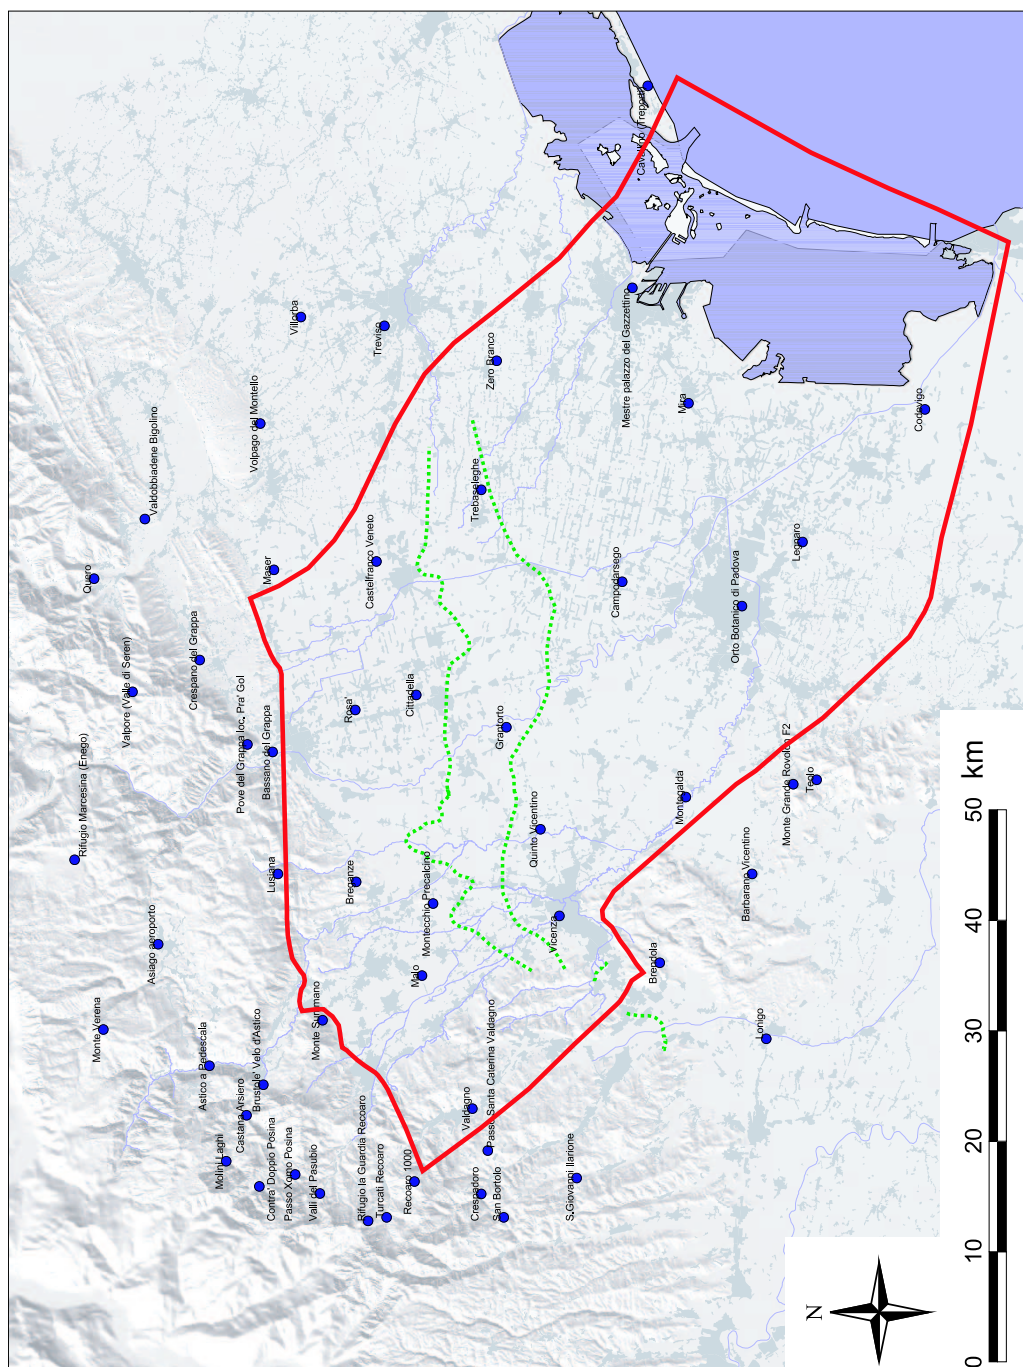 Rifugio Marcesina (Enego)
Quero
Monte Verena
Asiago aeroporto
Valpore (Valle di Seren)
Valdobbiadene Bigolino
Astico a Pedescala
Crespano del Grappa
Molini Laghi
Castana Arsiero
Brustole' Velo d'Astico
Pove del Grappa loc. Pra' Gol
Bassano del Grappa
Volpago del Montello
Contra' Doppio Posina
Passo Xomo Posina
Valli del Pasubio
Lusiana
Maser
Villorba
Monte Summano
Breganze
Rosa'
Castelfranco Veneto
Treviso
Rifugio la Guardia Recoaro
Turcati Recoaro
Recoaro 1000
Malo
Montecchio Precalcino
Cittadella
Valdagno
Passo Santa Caterina Valdagno
Crespadoro
San Bortolo
Grantorto
Trebaseleghe
Zero Branco
Quinto Vicentino
Vicenza
S.Giovanni Ilarione
Campodarsego
Mestre palazzo del Gazzettino
Cavallino (Treporti)
Brendola
Montegalda
Mira
Orto Botanico di Padova
Lonigo
Barbarano Vicentino
Monte Grande Rovolon F2
Teolo
Legnaro
Codevigo
N
0 10 20 30 40 50 km